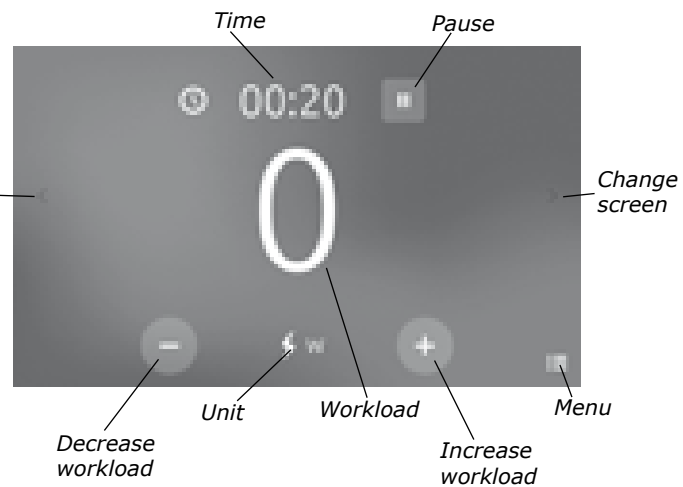 Time
Pause
00:20
0
Change
screen
W
Unit
Workload
Menu
Decrease
workload
Increase
workload